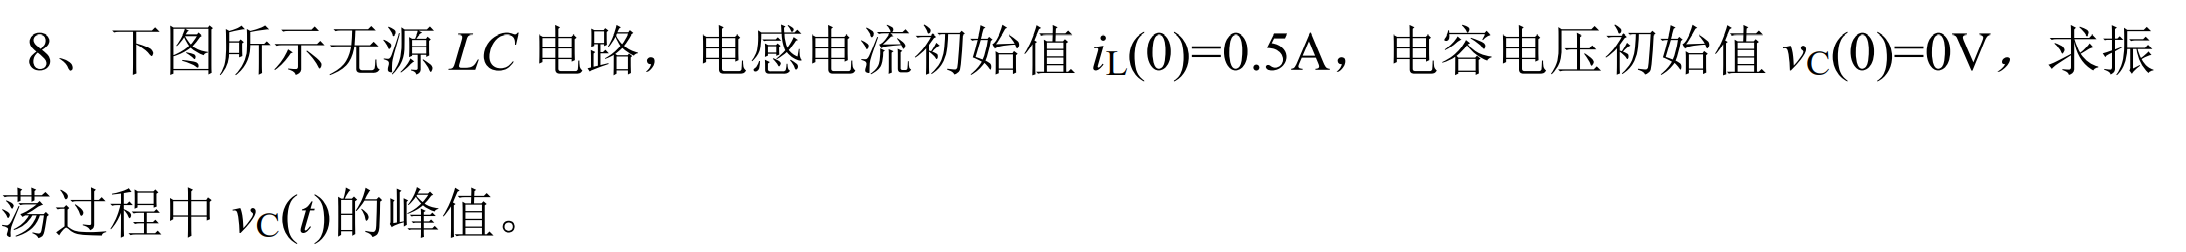 8、下图所示无源 LC 电路，电感电流初始值 iL(0)=0.5A，电容电压初始值 vC(0)=0V，求振
荡过程中 vC(t)的峰值。